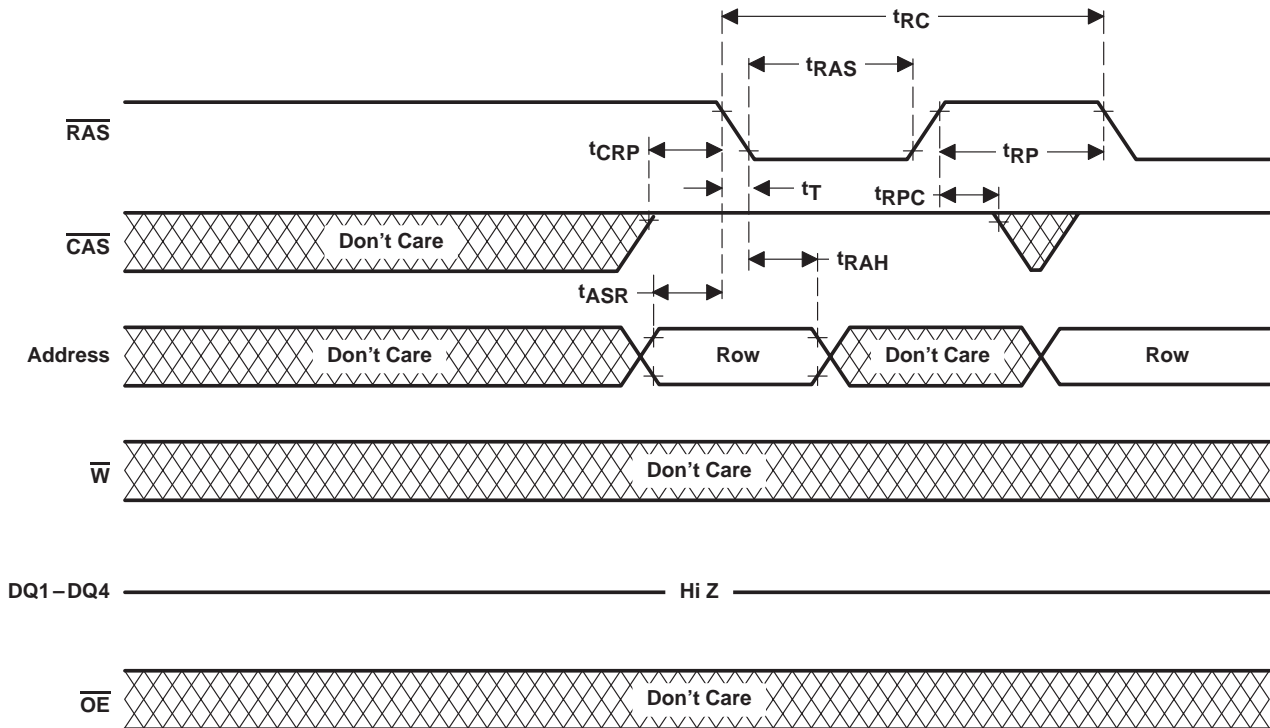 tRC
tRAS
RAS
tCRP
tRP
tT
tRPC
CAS
Don't Care
tRAH
tASR
Address
Don't Care
Row
Don't Care
Row
W
Don't Care
DQ1–DQ4
Hi Z
OE
Don't Care